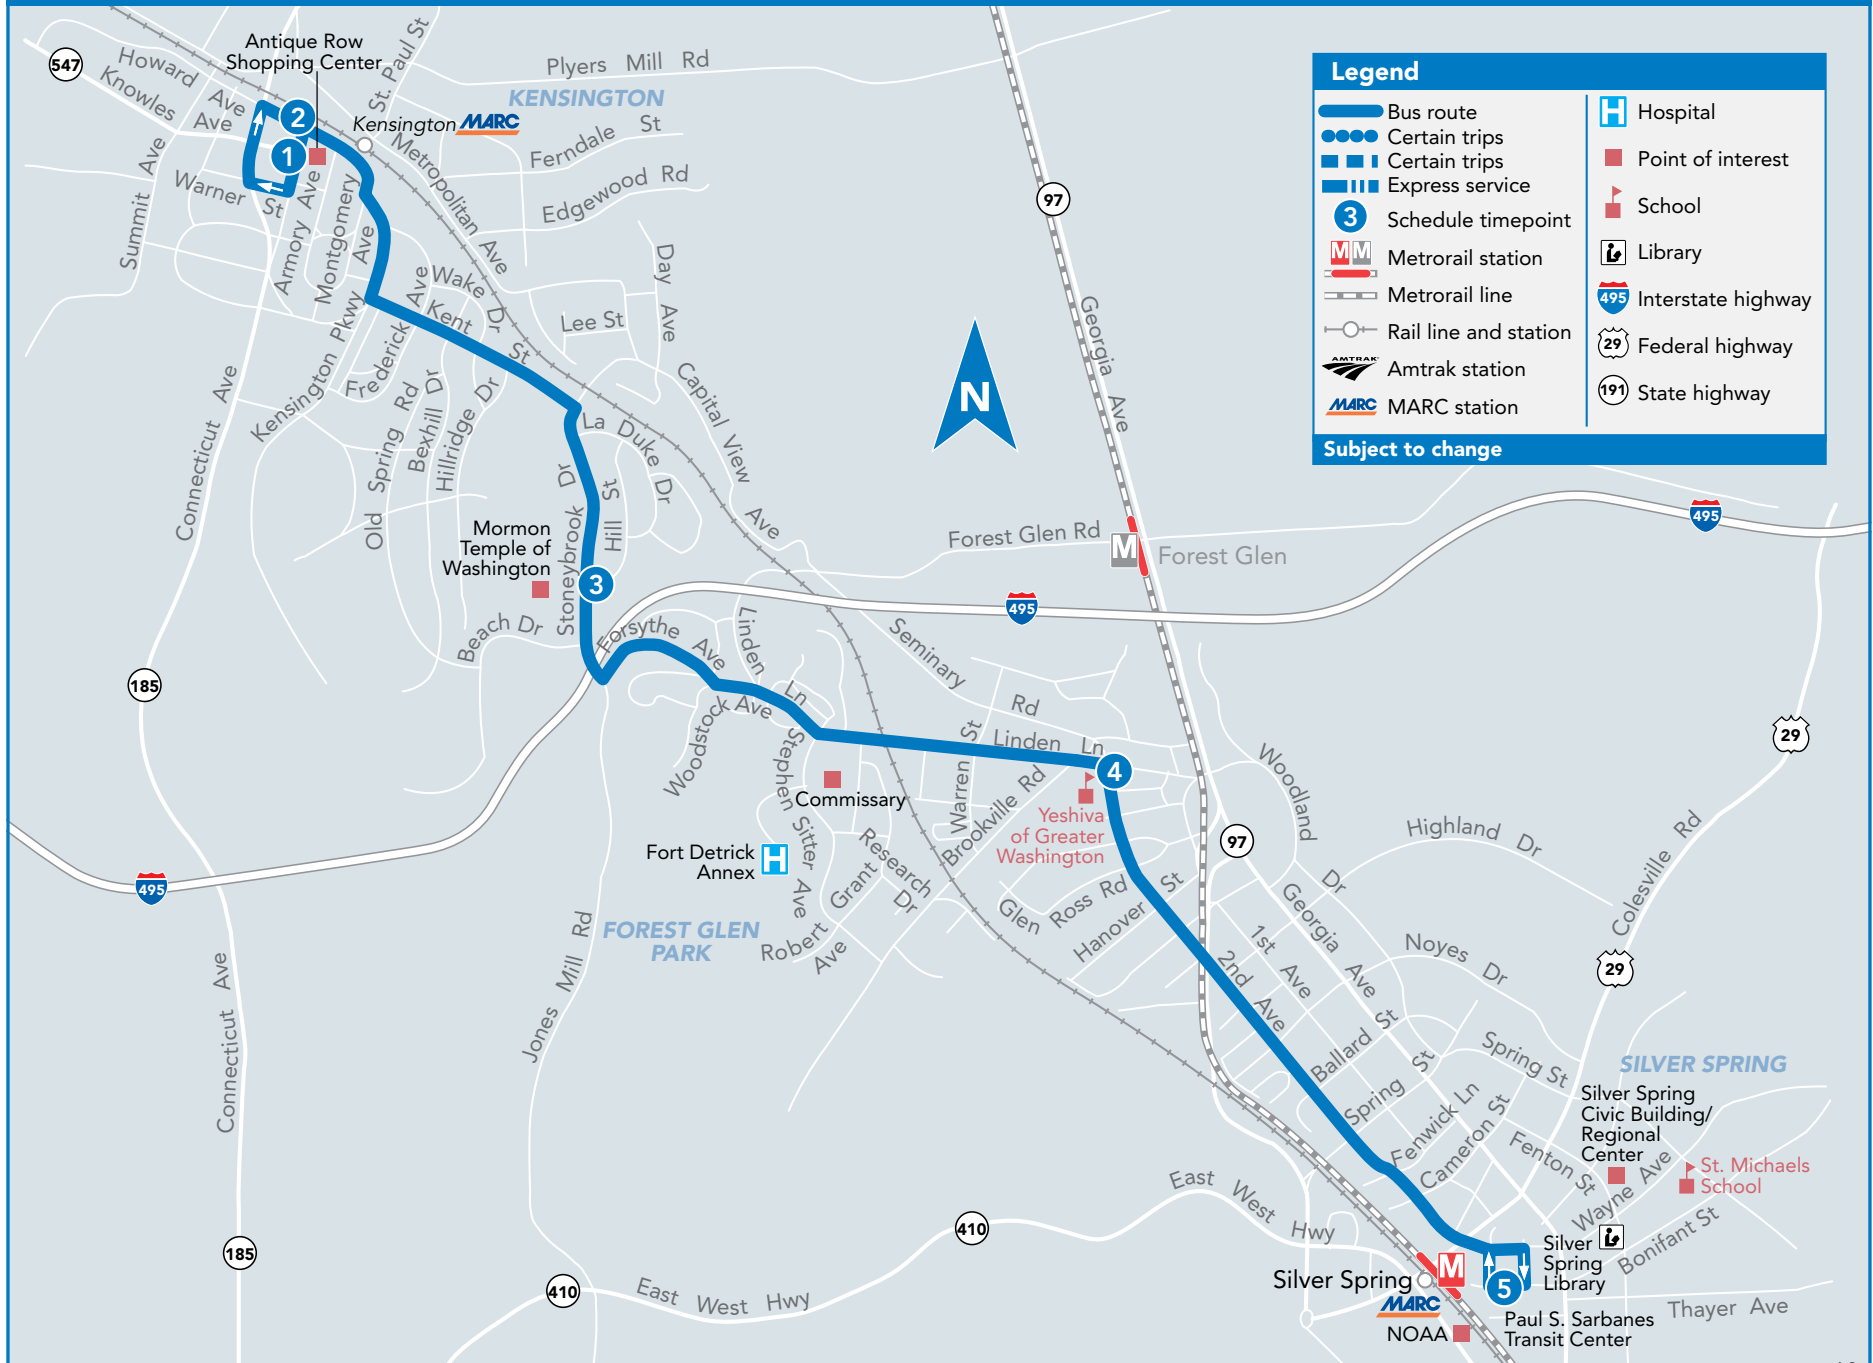 547
Howard Ave
Knowles Ave
Antique Row
Shopping Center
St. Paul St
Plyers Mill Rd
KENSINGTON
Kensington MARC
2
1
Ferndale St
Edgewood Rd
Metropolitan Ave
Summit Ave
Warner St
Armory Ave
Montgomery Ave
Day Ave
Wake Dr
Kent St
Lee St
Frederick Ave
Kensington Pkwy
Connecticut Ave
Old Spring Rd
Bexhill Dr
Hillridge Dr
Capital View Ave
La Duke Dr
Stoneybrook Dr
Hill St
Mormon
Temple of
Washington
3
Beach Dr
Forsythe Ave
Linden Ln
97
Georgia Ave
N
Forest Glen Rd
M
Forest Glen
495
495
Seminary Rd
Woodstock Ave
Stephen Sitter Ave
Linden Ln
Warren St
Brookville Rd
4
Yeshiva
of Greater
Washington
Commissary
Fort Detrick
Annex
H
Research Dr
Robert Grant Ave
FOREST GLEN
PARK
Glen Ross Rd
Hanover St
185
495
Connecticut Ave
Jones Mill Rd
185
97
Woodland Dr
Highland Dr
29
Colesville Rd
29
Georgia Ave
1st Ave
2nd Ave
Noyes Dr
Ballard St
Spring St
Spring St
Fenwick Ln
Cameron St
Fenton St
SILVER SPRING
Silver Spring
Civic Building/
Regional
Center
Wayne Ave
St. Michaels
School
Bonifant St
Silver
Spring
Library
5
Thayer Ave
Paul S. Sarbanes
Transit Center
M
Silver Spring
MARC
NOAA
East West Hwy
410
410
East West Hwy
Legend
Bus route
Certain trips
Certain trips
Express service
3 Schedule timepoint
MM Metrorail station
Metrorail line
Rail line and station
AMTRAK Amtrak station
MARC MARC station
H Hospital
Point of interest
School
Library
495 Interstate highway
29 Federal highway
191 State highway
Subject to change